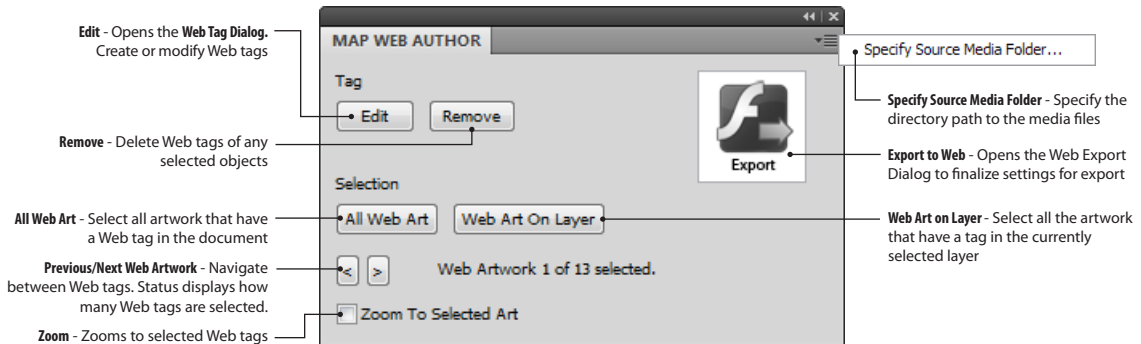 Edit - Opens the Web Tag Dialog.
Create or modify Web tags
Remove - Delete Web tags of any
selected objects
All Web Art - Select all artwork that have
a Web tag in the document
Previous/Next Web Artwork - Navigate
between Web tags. Status displays how
many Web tags are selected.
Zoom - Zooms to selected Web tags
MAP WEB AUTHOR
Tag
Edit
Remove
Export
Selection
All Web Art
Web Art On Layer
<
>
Web Artwork 1 of 13 selected.
Zoom To Selected Art
Specify Source Media Folder...
Specify Source Media Folder - Specify the
directory path to the media files
Export to Web - Opens the Web Export
Dialog to finalize settings for export
Web Art on Layer - Select all the artwork
that have a tag in the currently
selected layer